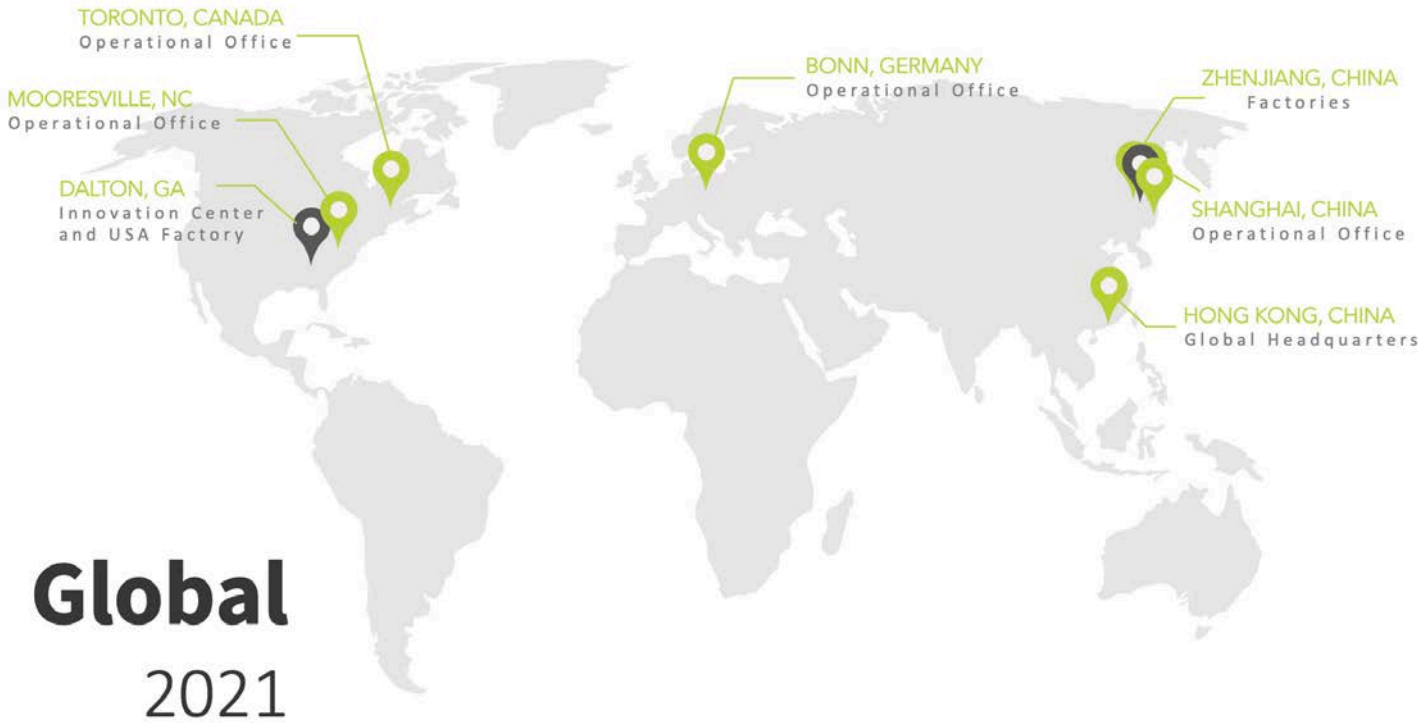 TORONTO, CANADA
Operational Office
MOORESVILLE, NC
Operational Office
DALTON, GA
Innovation Center
and USA Factory
BONN, GERMANY
Operational Office
ZHENJIANG, CHINA
Factories
SHANGHAI, CHINA
Operational Office
HONG KONG, CHINA
Global Headquarters
Global
2021